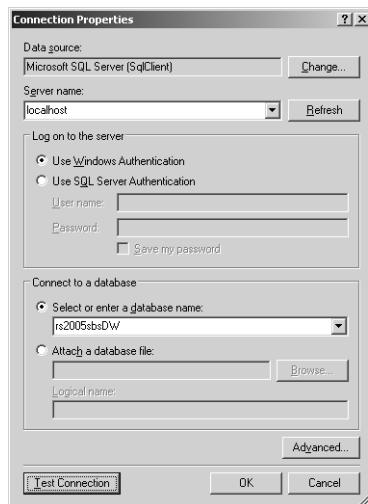 Connection Properties
Data source:
Microsoft SQL Server (SqlClient)
Change...
Server name:
localhost
Refresh
Log on to the server
Use Windows Authentication
Use SQL Server Authentication
User name:
Password:
Save my password
Connect to a database
Select or enter a database name:
rs2005sbsDW
Attach a database file:
Browse...
Logical name:
Advanced...
Test Connection
OK
Cancel